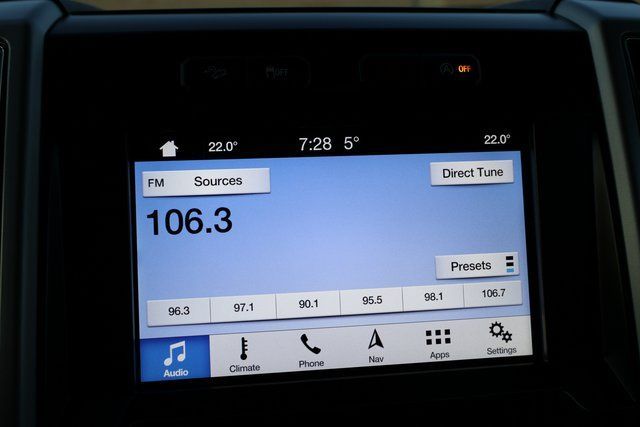 OFF OFF
22.0° 7:28 5° 22.0°
FM Sources Direct Tune
106.3
Presets
96.3 97.1 90.1 95.5 98.1 106.7
Audio Climate Phone Nav Apps Settings